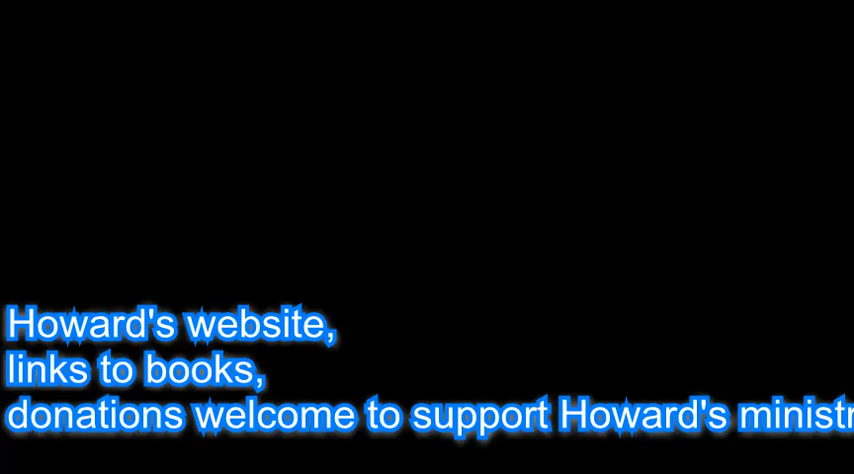 Howard's website,
links to books,
donations welcome to support Howard's ministr